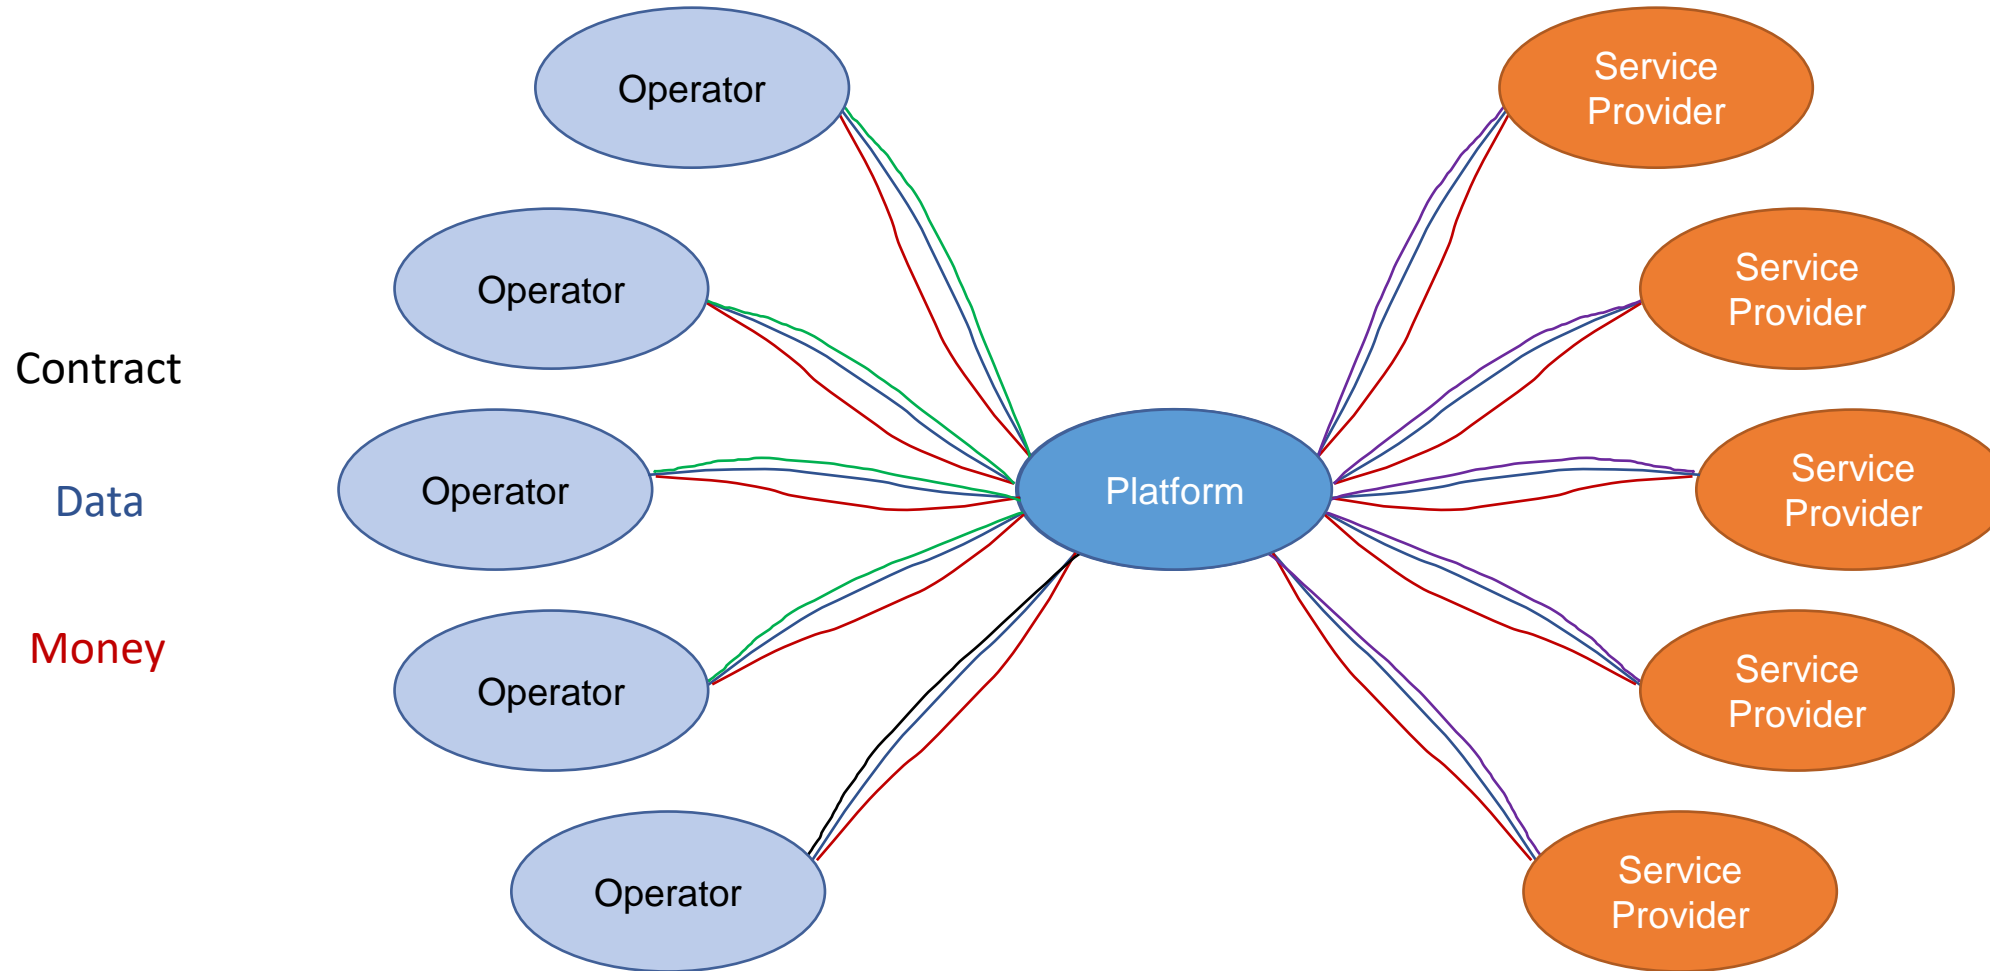 Contract
Data
Money
Operator
Operator
Operator
Operator
Operator
Platform
Service
Provider
Service
Provider
Service
Provider
Service
Provider
Service
Provider